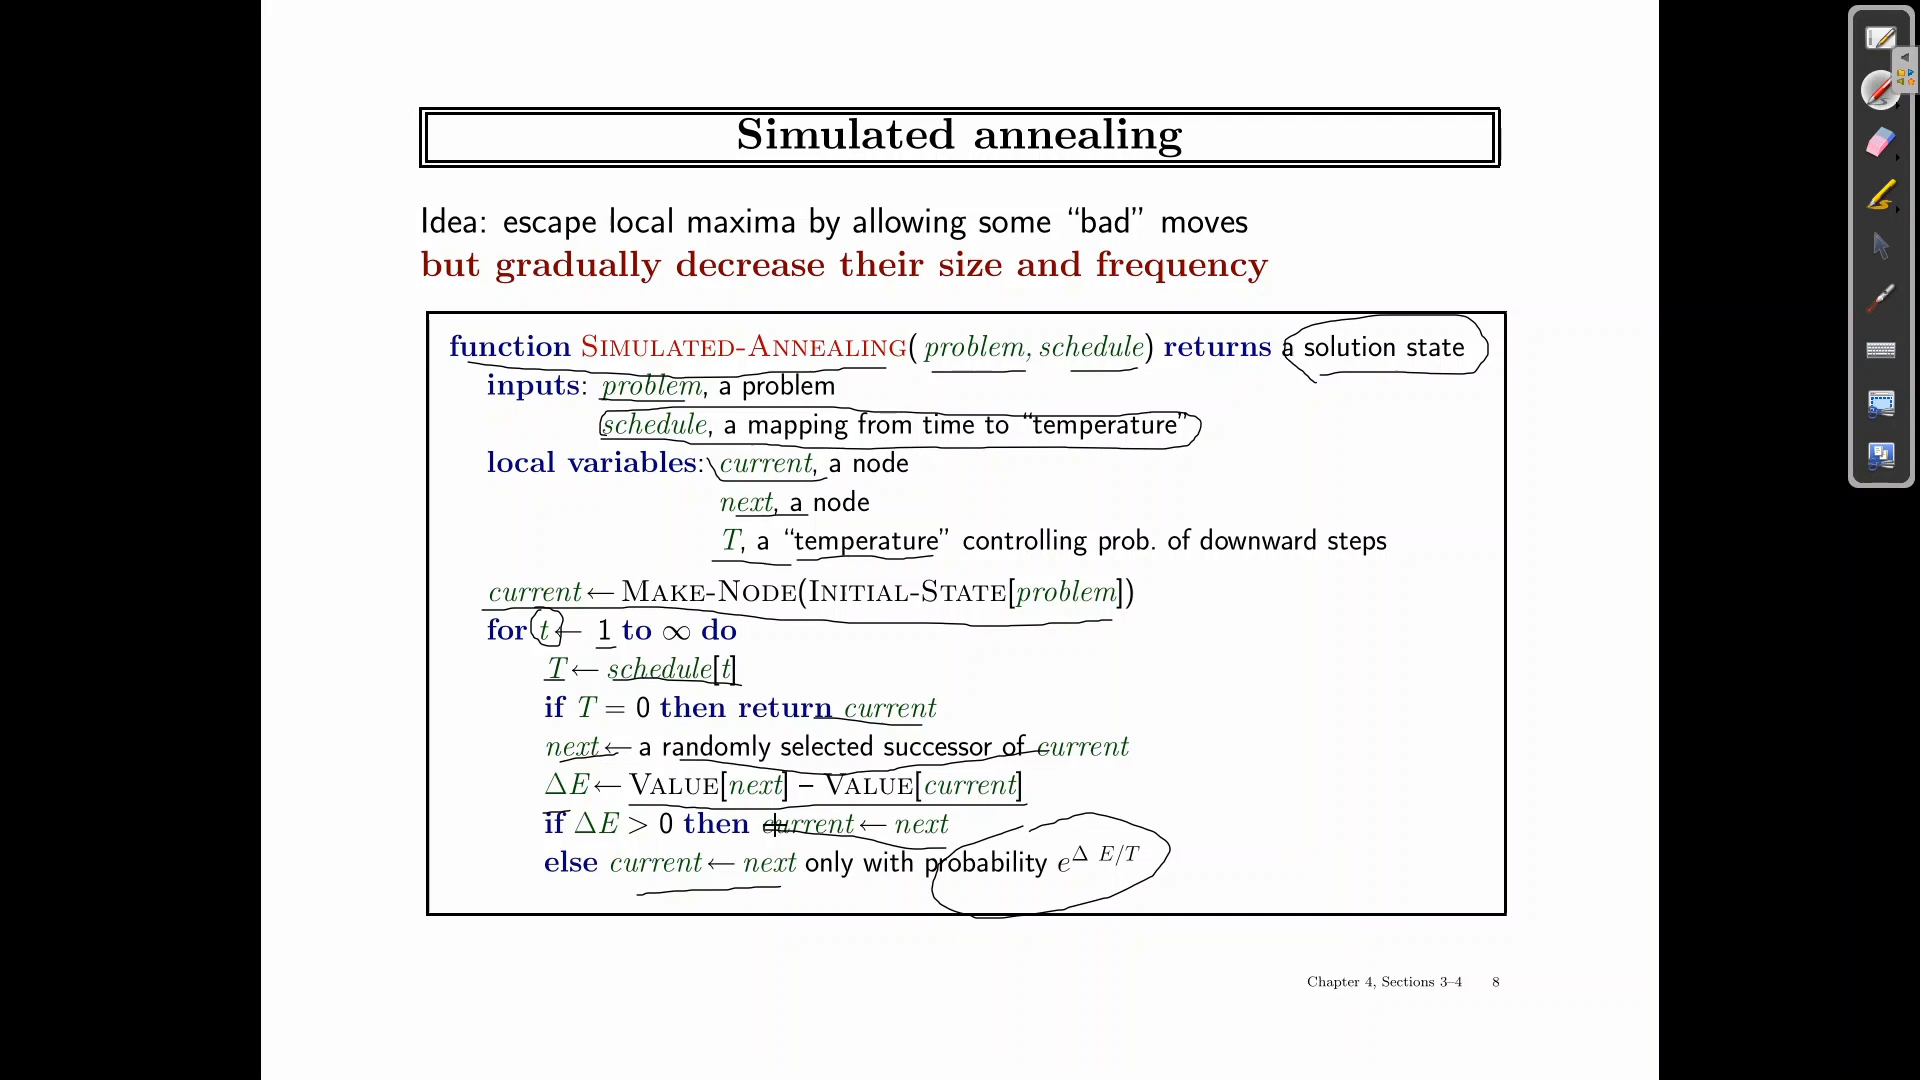 Simulated annealing
Idea: escape local maxima by allowing some “bad” moves
but gradually decrease their size and frequency
function SIMULATED-ANNEALING( problem, schedule) returns a solution state
inputs: problem, a problem
schedule, a mapping from time to “temperature”
local variables: current, a node
next, a node
T, a “temperature” controlling prob. of downward steps
current ← MAKE-NODE(INITIAL-STATE[problem])
for t ← 1 to ∞ do
T ← schedule[t]
if T = 0 then return current
next ← a randomly selected successor of current
ΔE ← VALUE[next] – VALUE[current]
if ΔE > 0 then current ← next
else current ← next only with probability e^{Δ E/T}
Chapter 4, Sections 3–4 8